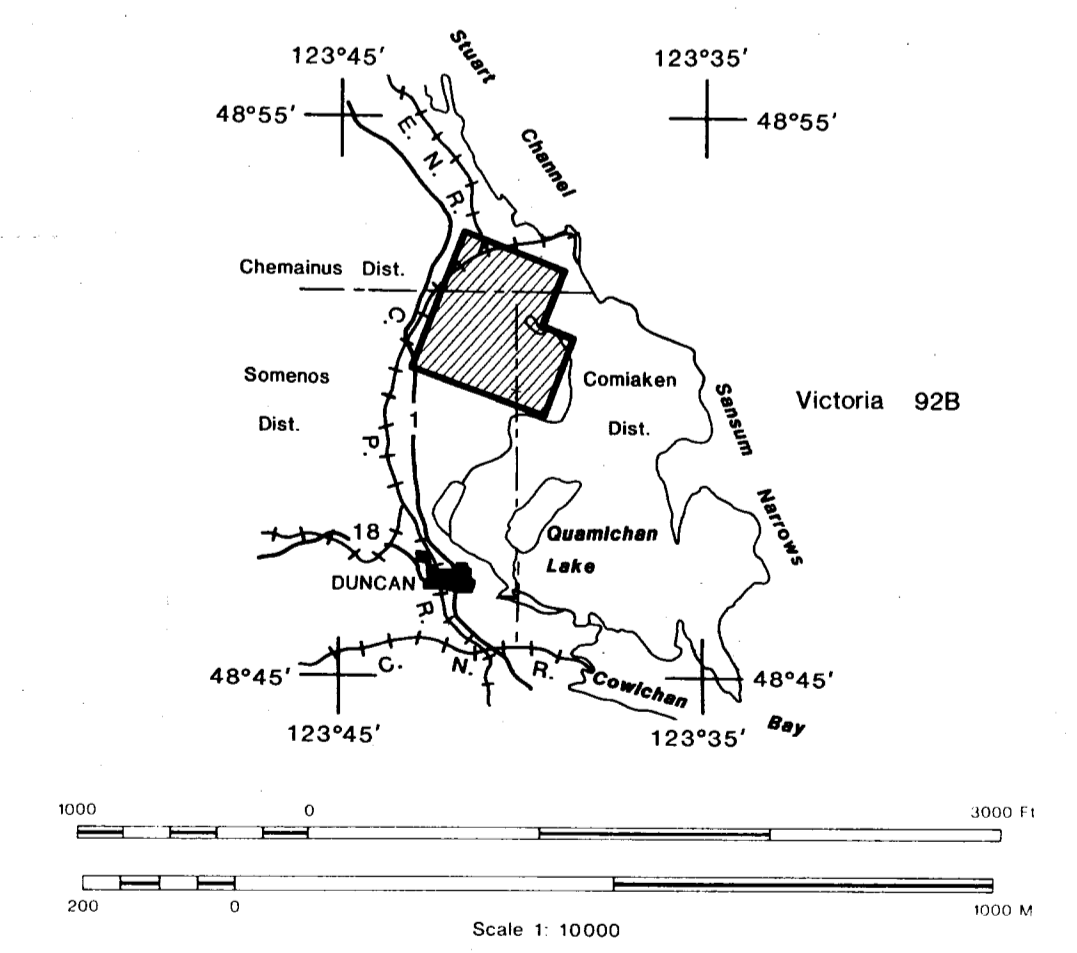 Stuart
123°45'
123°35'
48°55'
48°55'
E. N. R.
Channel
Chemainus Dist.
C.
Somenos
Dist.
Comiaken
Dist.
Sansum
Victoria 92B
1
P.
Narrows
18
Quamichan
Lake
DUNCAN
R.
C. N. R.
48°45'
Cowichan
48°45'
Bay
123°45'
123°35'
1000
0
3000 Ft
200
0
1000 M
Scale 1: 10000